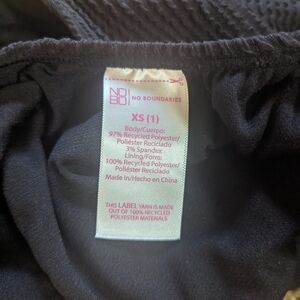 NO
BO
NO BOUNDARIES
XS (1)
Body/Cuerpo:
97% Recycled Polyester/
Poliéster Reciclado
3% Spandex
Lining/Forro:
100% Recycled Polyester/
Poliéster Reciclado
Made in/Hecho en China
THIS LABEL YARN IS MADE
OUT OF 100% RECYCLED
POLYESTER MATERIALS